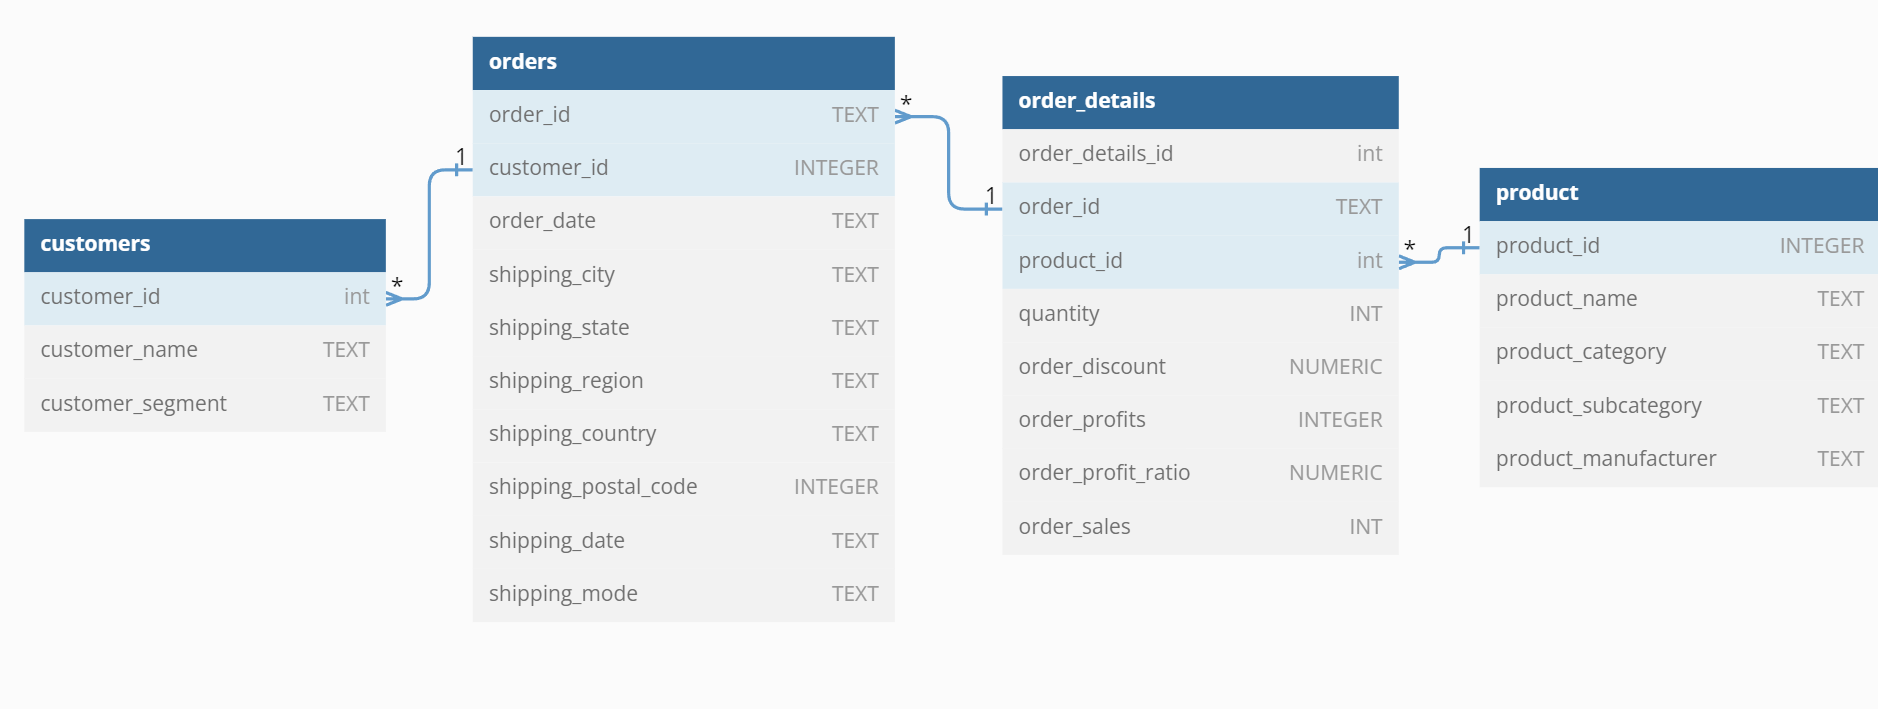 customers
customer_id int
customer_name TEXT
customer_segment TEXT
*
1
orders
order_id TEXT
customer_id INTEGER
order_date TEXT
shipping_city TEXT
shipping_state TEXT
shipping_region TEXT
shipping_country TEXT
shipping_postal_code INTEGER
shipping_date TEXT
shipping_mode TEXT
*
1
order_details
order_details_id int
order_id TEXT
product_id int
quantity INT
order_discount NUMERIC
order_profits INTEGER
order_profit_ratio NUMERIC
order_sales INT
*
1
product
product_id INTEGER
product_name TEXT
product_category TEXT
product_subcategory TEXT
product_manufacturer TEXT